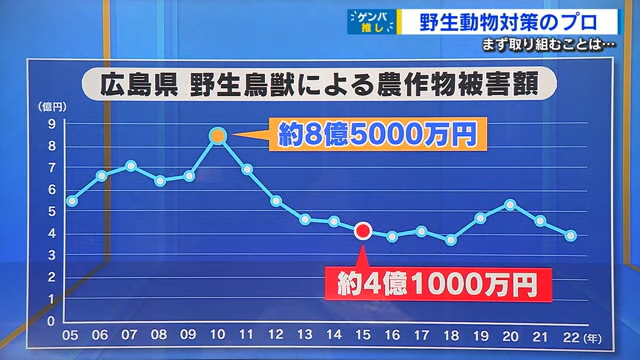 ゲンバ
推し
野生動物対策のプロ
まず取り組むことは…
広島県 野生鳥獣による農作物被害額
(億円)
9
8
7
6
5
4
3
2
1
0
約8億5000万円
約4億1000万円
05 06 07 08 09 10 11 12 13 14 15 16 17 18 19 20 21 22(年)